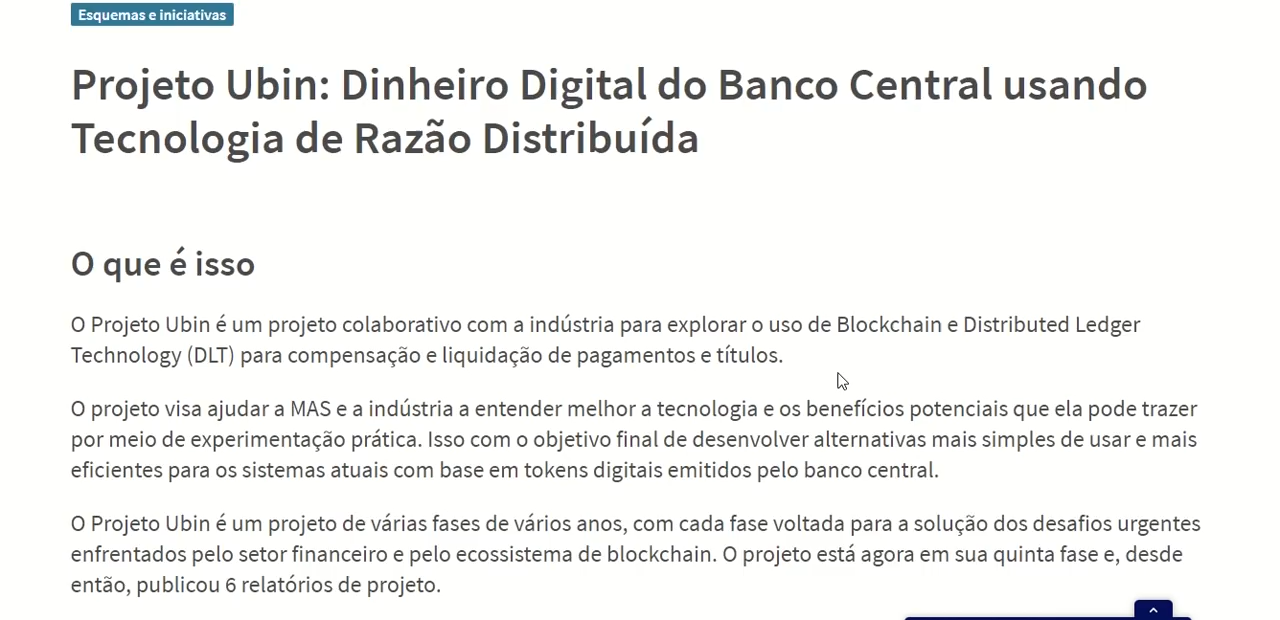 Esquemas e iniciativas
Projeto Ubin: Dinheiro Digital do Banco Central usando
Tecnologia de Razão Distribuída
O que é isso
O Projeto Ubin é um projeto colaborativo com a indústria para explorar o uso de Blockchain e Distributed Ledger
Technology (DLT) para compensação e liquidação de pagamentos e títulos.
O projeto visa ajudar a MAS e a indústria a entender melhor a tecnologia e os benefícios potenciais que ela pode trazer
por meio de experimentação prática. Isso com o objetivo final de desenvolver alternativas mais simples de usar e mais
eficientes para os sistemas atuais com base em tokens digitais emitidos pelo banco central.
O Projeto Ubin é um projeto de várias fases de vários anos, com cada fase voltada para a solução dos desafios urgentes
enfrentados pelo setor financeiro e pelo ecossistema de blockchain. O projeto está agora em sua quinta fase e, desde
então, publicou 6 relatórios de projeto.